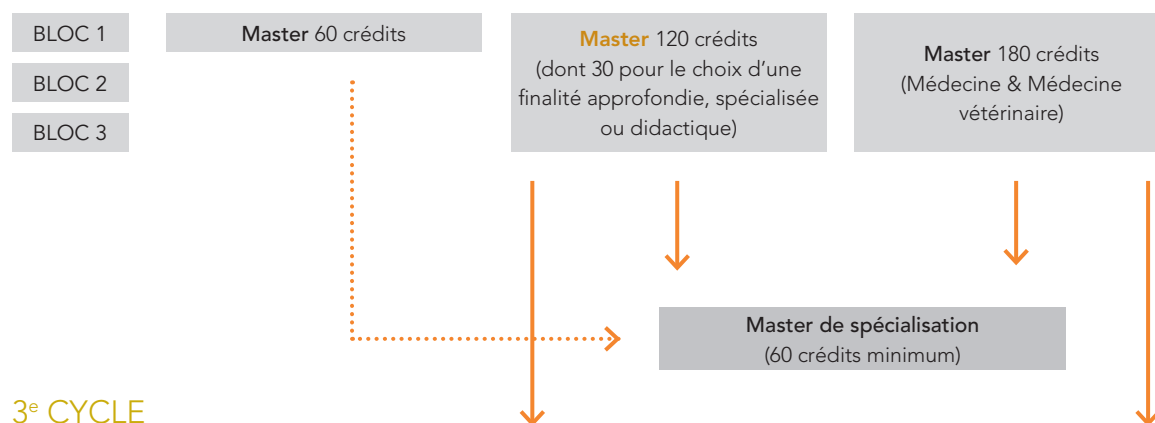 BLOC 1
BLOC 2
BLOC 3
Master 60 crédits
Master 120 crédits
(dont 30 pour le choix d'une
finalité approfondie, spécialisée
ou didactique)
Master 180 crédits
(Médecine & Médecine
vétérinaire)
Master de spécialisation
(60 crédits minimum)
3e CYCLE